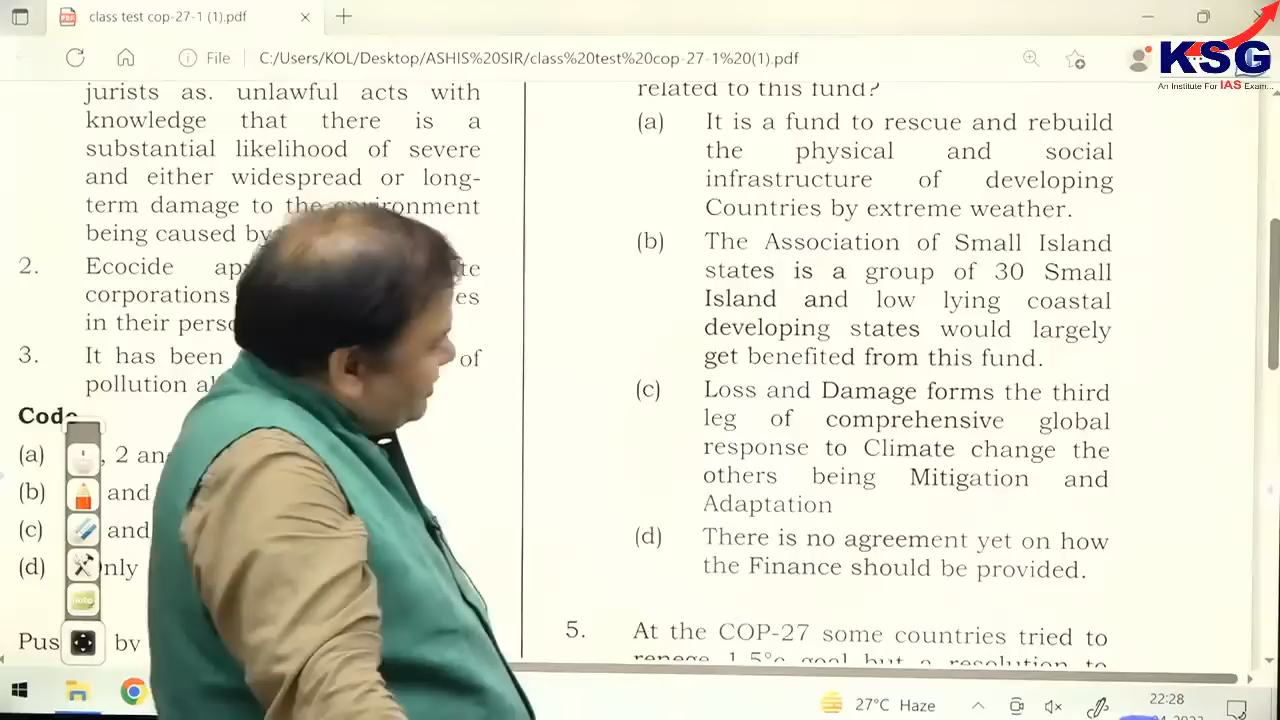 class test cop-27-1 (1).pdf
File
C:/Users/KOL/Desktop/ASHIS%20SIR/class%20test%20cop-27-1%20(1).pdf
KSG
An Institute For IAS Exam...
jurists as. unlawful acts with
knowledge that there is a
substantial likelihood of severe
and either widespread or long-
term damage to the environment
being caused by
2. Ecocide
corporations
in their
3. It has been of
pollution
Code
(a) , 2
(b) and
(c) and
(d)
by
related to this fund?
(a) It is a fund to rescue and rebuild
the physical and social
infrastructure of developing
Countries by extreme weather.
(b) The Association of Small Island
states is a group of 30 Small
Island and low lying coastal
developing states would largely
get benefited from this fund.
(c) Loss and Damage forms the third
leg of comprehensive global
response to Climate change the
others being Mitigation and
Adaptation
(d) There is no agreement yet on how
the Finance should be provided.
5. At the COP-27 some countries tried to
renege 1.5°c goal but a resolution to
27°C Haze
22:28